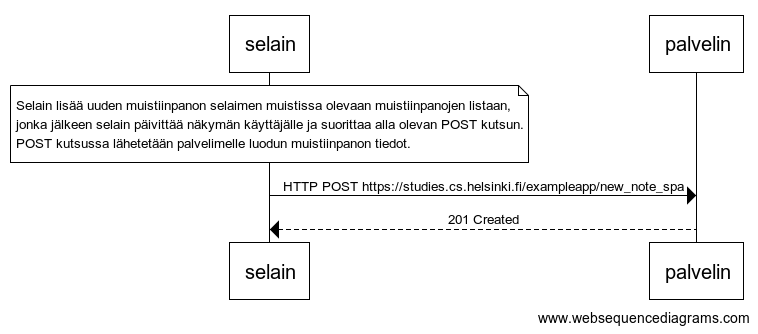 selain
palvelin
Selain lisää uuden muistiinpanon selaimen muistissa olevaan muistiinpanojen listaan,
jonka jälkeen selain päivittää näkymän käyttäjälle ja suorittaa alla olevan POST kutsun.
POST kutsussa lähetetään palvelimelle luodun muistiinpanon tiedot.
HTTP POST https://studies.cs.helsinki.fi/exampleapp/new_note_spa
201 Created
selain
palvelin
www.websequencediagrams.com